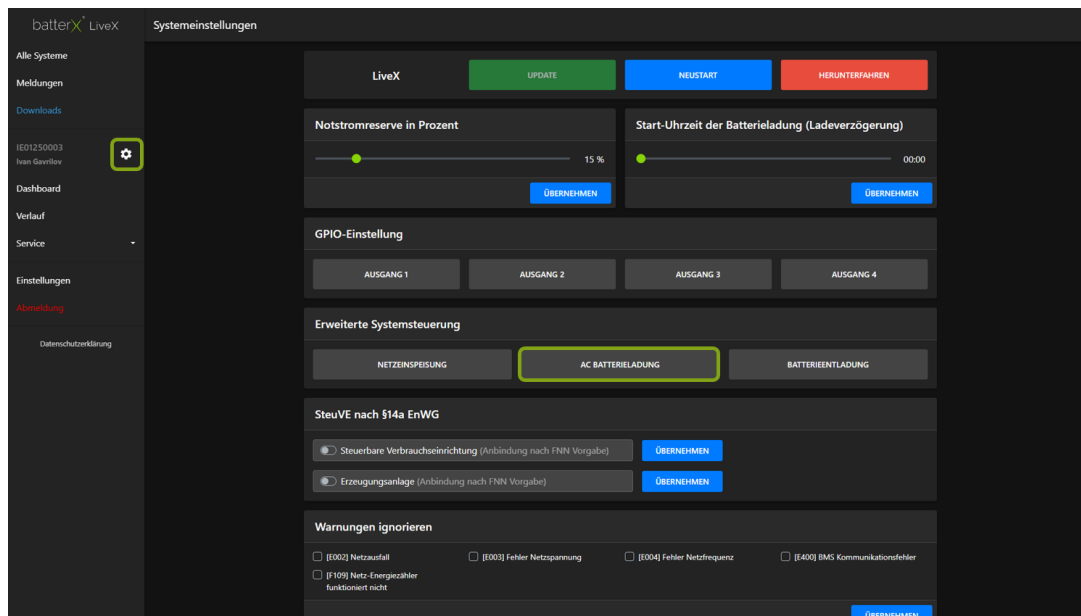 batterX LiveX
Systemeinstellungen
Alle Systeme
Meldungen
Downloads
IE01250003
Ivan Gavrilov
Dashboard
Verlauf
Service
Einstellungen
Abmeldung
Datenschutzerklärung
LiveX
UPDATE
NEUSTART
HERUNTERFAHREN
Notstromreserve in Prozent
15 %
ÜBERNEHMEN
Start-Uhrzeit der Batterieladung (Ladeverzögerung)
00:00
ÜBERNEHMEN
GPIO-Einstellung
AUSGANG 1
AUSGANG 2
AUSGANG 3
AUSGANG 4
Erweiterte Systemsteuerung
NETZEINSPEISUNG
AC BATTERIELADUNG
BATTERIEENTLADUNG
SteuVE nach §14a EnWG
Steuerbare Verbrauchseinrichtung (Anbindung nach FNN Vorgabe)
ÜBERNEHMEN
Erzeugungsanlage (Anbindung nach FNN Vorgabe)
ÜBERNEHMEN
Warnungen ignorieren
[E002] Netzausfall
[E003] Fehler Netzspannung
[E004] Fehler Netzfrequenz
[E400] BMS Kommunikationsfehler
[F109] Netz-Energiezähler
funktioniert nicht
ÜBERNEHMEN